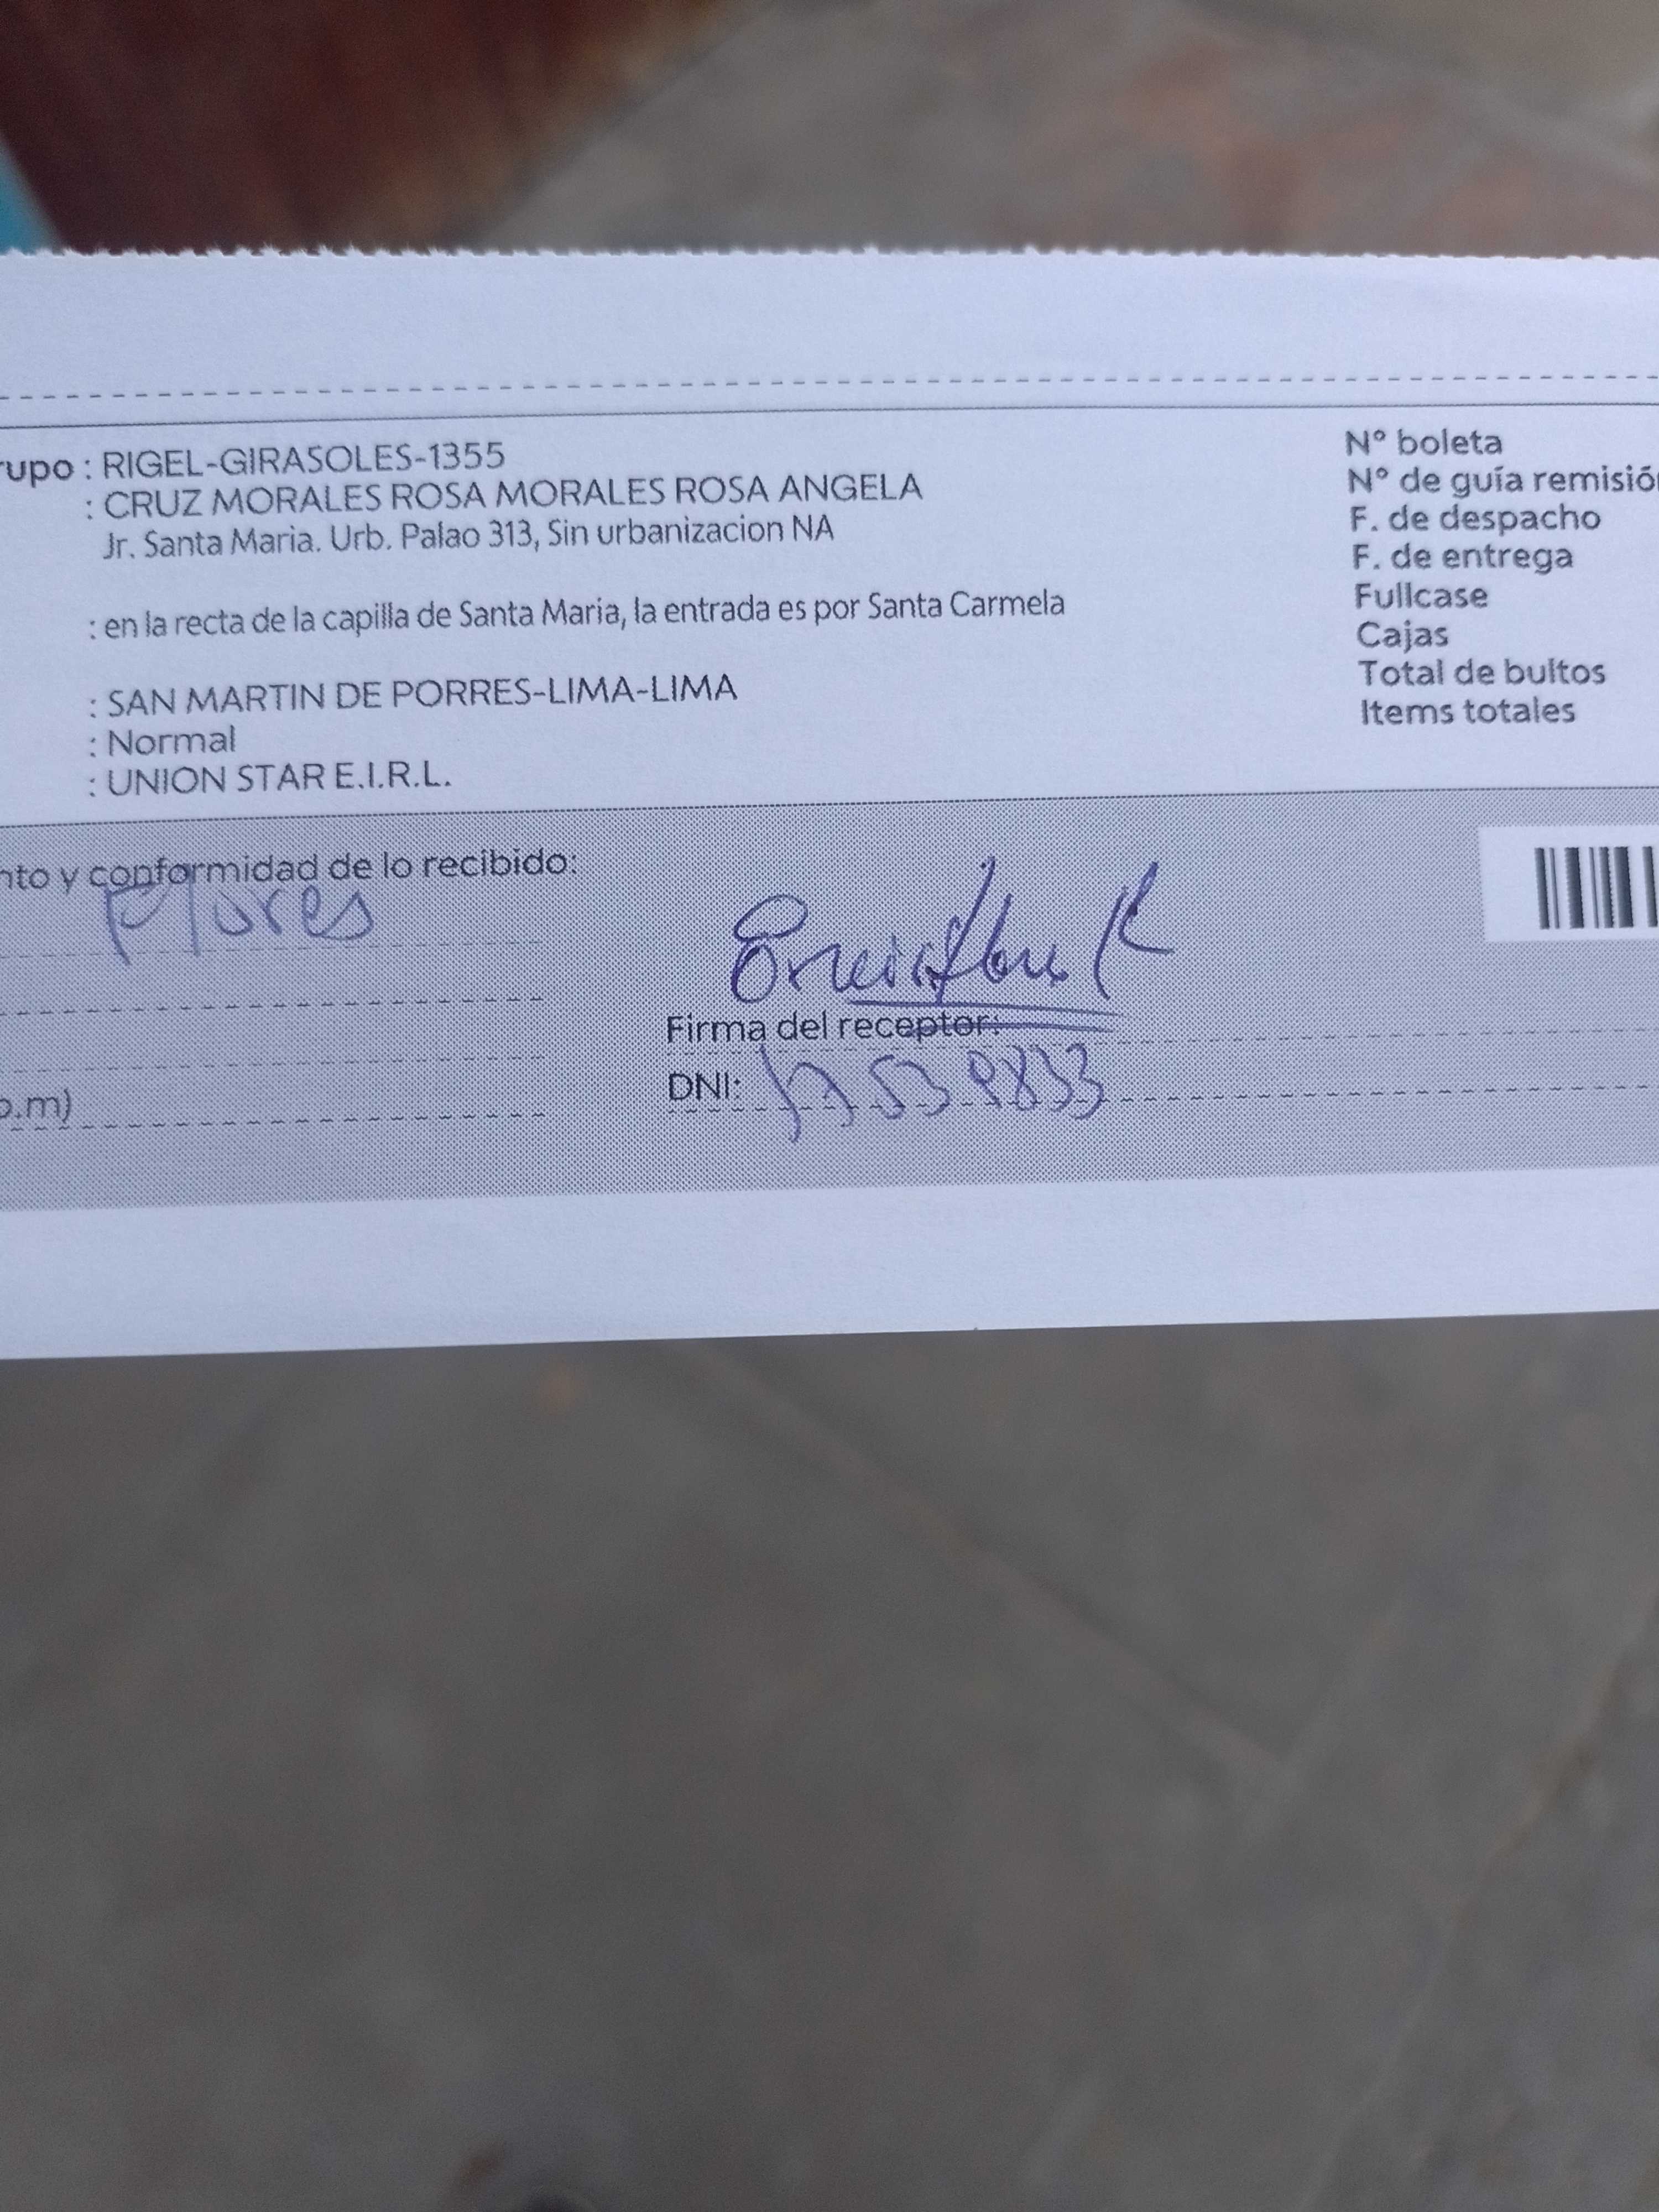 rupo : RIGEL-GIRASOLES-1355
: CRUZ MORALES ROSA MORALES ROSA ANGELA
Jr. Santa Maria. Urb. Palao 313, Sin urbanizacion NA
: en la recta de la capilla de Santa Maria, la entrada es por Santa Carmela
: SAN MARTIN DE PORRES-LIMA-LIMA
: Normal
: UNION STAR E.I.R.L.
N° boleta
N° de guía remisión
F. de despacho
F. de entrega
Fullcase
Cajas
Total de bultos
Items totales
nto y conformidad de lo recibido:
Flores
Firma del receptor:
DNI:
p.m)